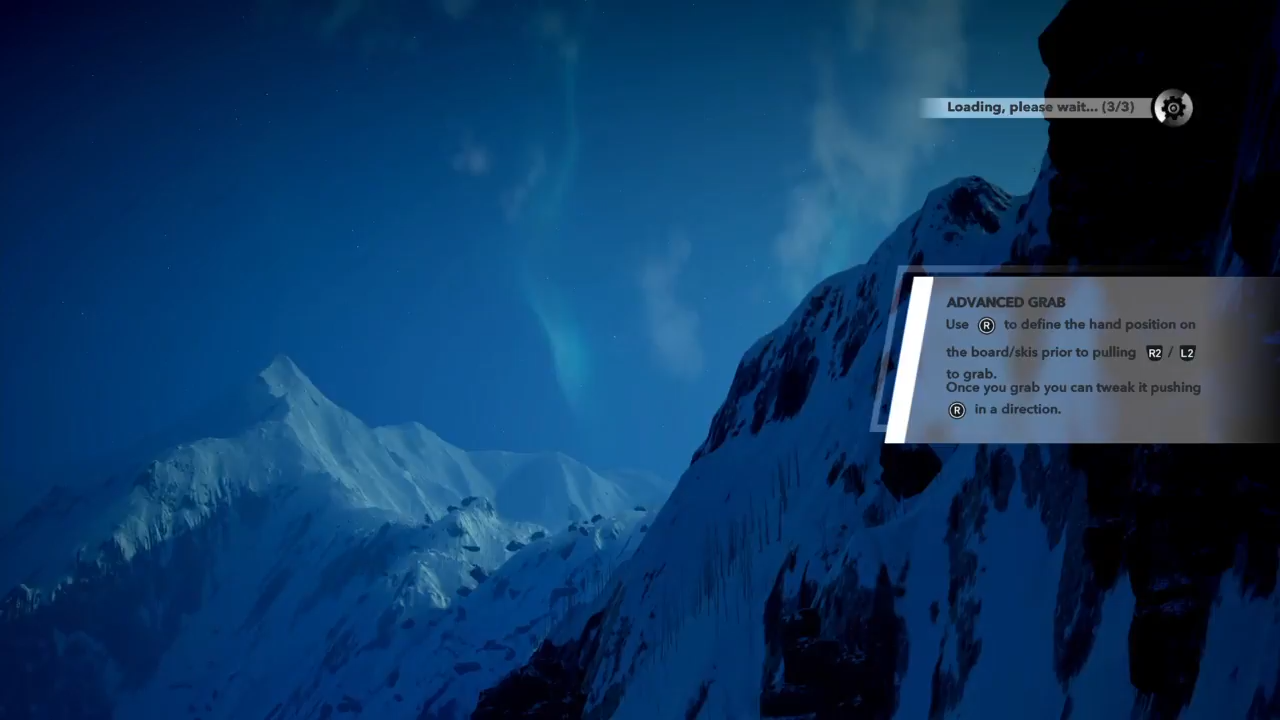 Loading, please wait... (3/3)
ADVANCED GRAB
Use R to define the hand position on
the board/skis prior to pulling R2 / L2
to grab.
Once you grab you can tweak it pushing
R in a direction.